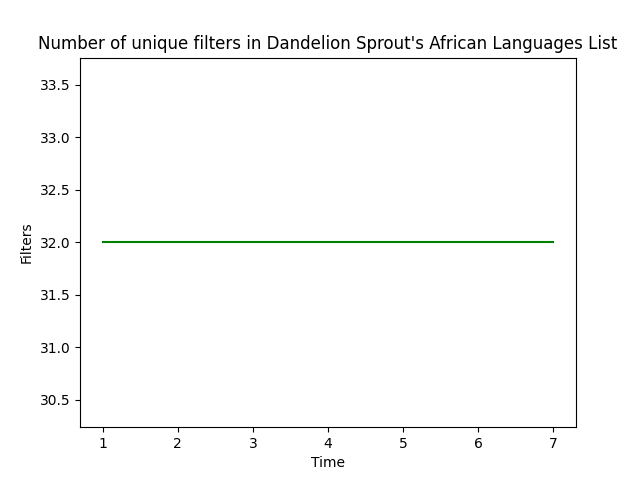 Number of unique filters in Dandelion Sprout's African Languages List
33.5
33.0
32.5
32.0
31.5
31.0
30.5
Filters
1 2 3 4 5 6 7
Time